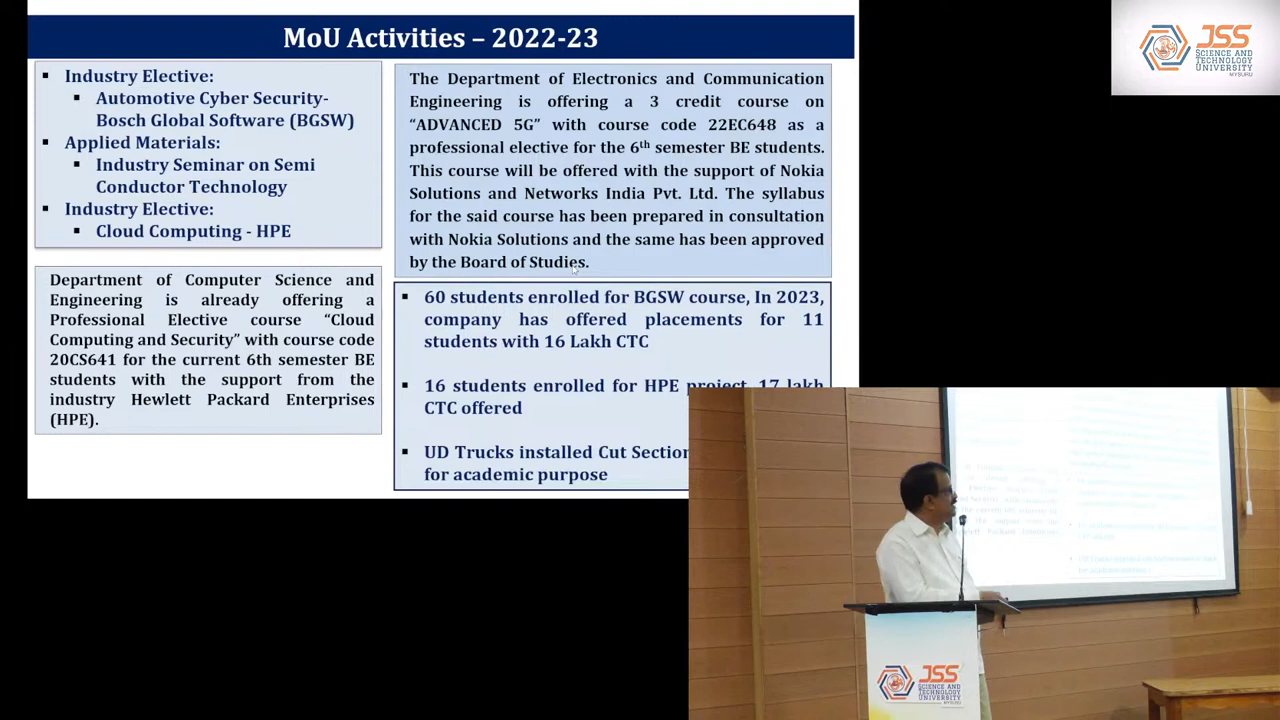 MoU Activities – 2022-23
▪ Industry Elective:
▪ Automotive Cyber Security-
Bosch Global Software (BGSW)
▪ Applied Materials:
▪ Industry Seminar on Semi
Conductor Technology
▪ Industry Elective:
▪ Cloud Computing - HPE
Department of Computer Science and
Engineering is already offering a
Professional Elective course “Cloud
Computing and Security” with course code
20CS641 for the current 6th semester BE
students with the support from the
industry Hewlett Packard Enterprises
(HPE).
The Department of Electronics and Communication
Engineering is offering a 3 credit course on
“ADVANCED 5G” with course code 22EC648 as a
professional elective for the 6th semester BE students.
This course will be offered with the support of Nokia
Solutions and Networks India Pvt. Ltd. The syllabus
for the said course has been prepared in consultation
with Nokia Solutions and the same has been approved
by the Board of Studies.
▪ 60 students enrolled for BGSW course, In 2023,
company has offered placements for 11
students with 16 Lakh CTC
▪ 16 students enrolled for HPE project, 17 lakh
CTC offered
▪ UD Trucks installed Cut Section
for academic purpose
JSS
SCIENCE AND
TECHNOLOGY
UNIVERSITY
MYSURU
JSS
SCIENCE AND
TECHNOLOGY
UNIVERSITY
MYSURU